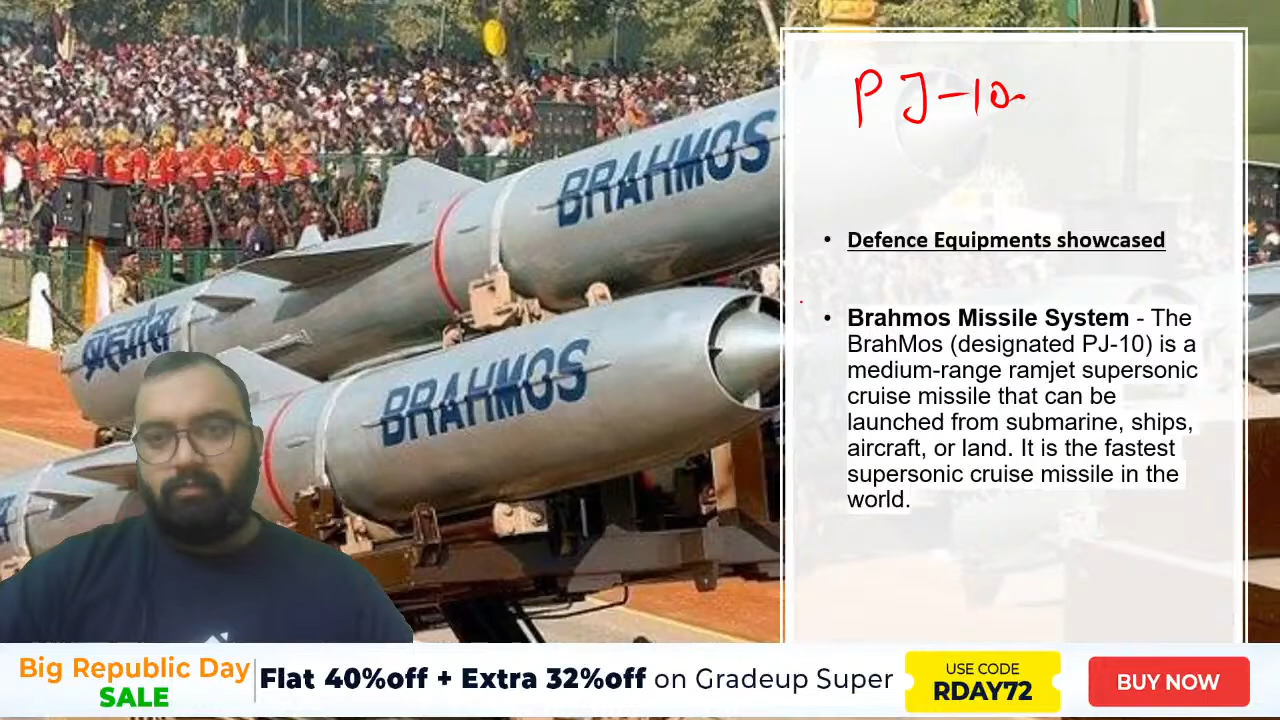 PJ-10
BRAHMOS
Defence Equipments showcased
ब्रह्मोस
BRAHMOS
• Brahmos Missile System - The
BrahMos (designated PJ-10) is a
medium-range ramjet supersonic
cruise missile that can be
launched from submarine, ships,
aircraft, or land. It is the fastest
supersonic cruise missile in the
world.
Big Republic Day
SALE
Flat 40%off + Extra 32%off on Gradeup Super
USE CODE
RDAY72
BUY NOW